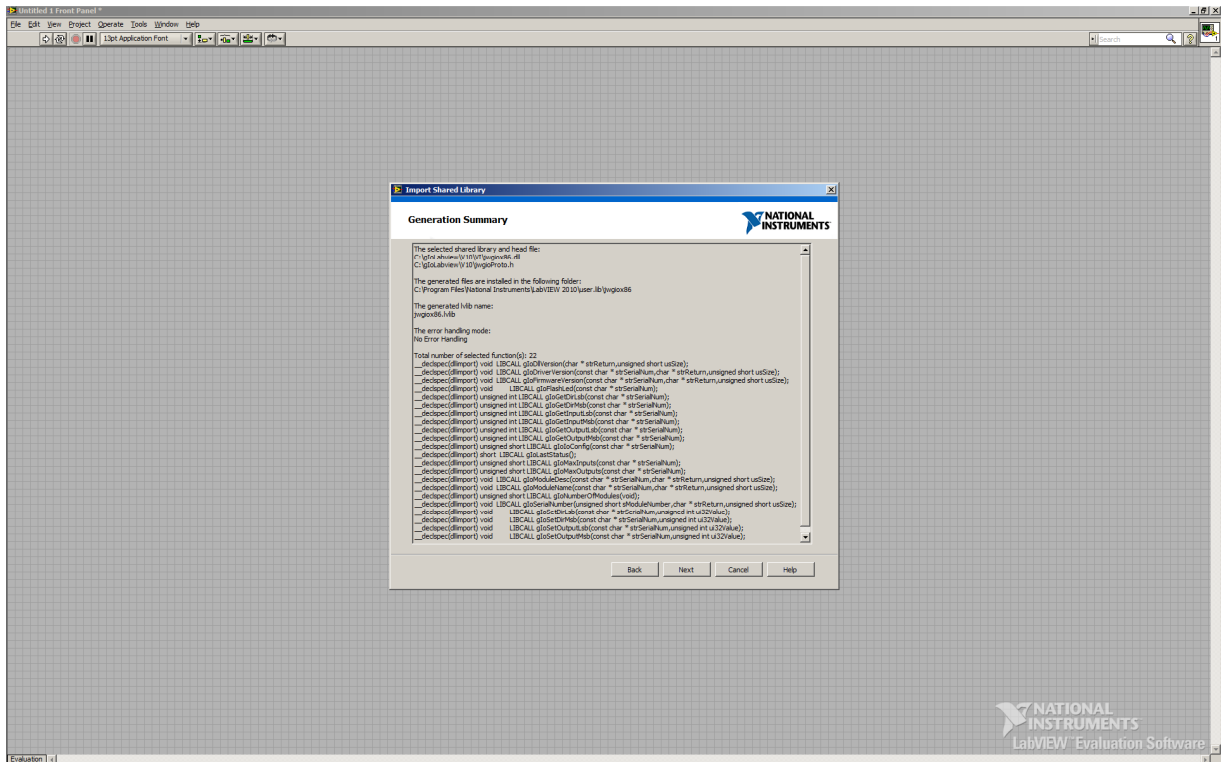 Untitled 1 Front Panel *
File Edit View Project Operate Tools Window Help
13pt Application Font
Search
Import Shared Library
Generation Summary
NATIONAL INSTRUMENTS
The selected shared library and head file:
C:\gIoLabview\V10\VI\jwgiox86.dll
C:\gIoLabview\V10\jwgioProto.h
The generated files are installed in the following folder:
C:\Program Files\National Instruments\LabVIEW 2010\user.lib\jwgiox86
The generated lvlib name:
jwgiox86.lvlib
The error handling mode:
No Error Handling
Total number of selected function(s): 22
__declspec(dllimport) void LIBCALL gIoDllVersion(char * strReturn,unsigned short usSize);
__declspec(dllimport) void LIBCALL gIoDriverVersion(const char * strSerialNum,char * strReturn,unsigned short usSize);
__declspec(dllimport) void LIBCALL gIoFirmwareVersion(const char * strSerialNum,char * strReturn,unsigned short usSize);
__declspec(dllimport) void LIBCALL gIoFlashLed(const char * strSerialNum);
__declspec(dllimport) unsigned int LIBCALL gIoGetDirLsb(const char * strSerialNum);
__declspec(dllimport) unsigned int LIBCALL gIoGetDirMsb(const char * strSerialNum);
__declspec(dllimport) unsigned int LIBCALL gIoGetInputLsb(const char * strSerialNum);
__declspec(dllimport) unsigned int LIBCALL gIoGetInputMsb(const char * strSerialNum);
__declspec(dllimport) unsigned int LIBCALL gIoGetOutputLsb(const char * strSerialNum);
__declspec(dllimport) unsigned int LIBCALL gIoGetOutputMsb(const char * strSerialNum);
__declspec(dllimport) unsigned short LIBCALL gIoIoConfig(const char * strSerialNum);
__declspec(dllimport) short LIBCALL gIoLastStatus();
__declspec(dllimport) unsigned short LIBCALL gIoMaxInputs(const char * strSerialNum);
__declspec(dllimport) unsigned short LIBCALL gIoMaxOutputs(const char * strSerialNum);
__declspec(dllimport) void LIBCALL gIoModuleDesc(const char * strSerialNum,char * strReturn,unsigned short usSize);
__declspec(dllimport) void LIBCALL gIoModuleName(const char * strSerialNum,char * strReturn,unsigned short usSize);
__declspec(dllimport) unsigned short LIBCALL gIoNumberOfModules(void);
__declspec(dllimport) void LIBCALL gIoSerialNumber(unsigned short sModuleNumber,char * strReturn,unsigned short usSize);
__declspec(dllimport) void LIBCALL gIoSetDirLsb(const char * strSerialNum,unsigned int ui32Value);
__declspec(dllimport) void LIBCALL gIoSetDirMsb(const char * strSerialNum,unsigned int ui32Value);
__declspec(dllimport) void LIBCALL gIoSetOutputLsb(const char * strSerialNum,unsigned int ui32Value);
__declspec(dllimport) void LIBCALL gIoSetOutputMsb(const char * strSerialNum,unsigned int ui32Value);
Back Next Cancel Help
NATIONAL
INSTRUMENTS
LabVIEW™ Evaluation Software
Evaluation